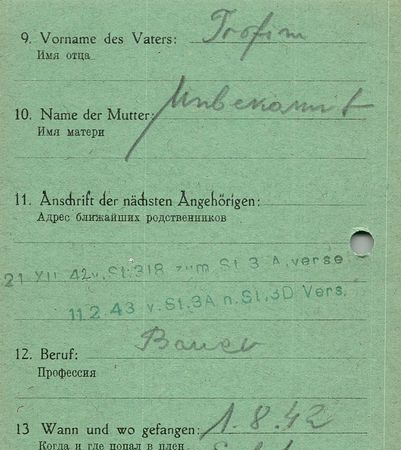 9. Vorname des Vaters: Trofim
Имя отца
10. Name der Mutter: Unbekannt
Имя матери
11. Anschrift der nächsten Angehörigen:
Адрес ближайших родственников
21. XII. 42 v. St. 318 zum St. 3 A. verse
11.2.43 v. St. 3A n. St. 3D Vers.
Bauer
12. Beruf:
Профессия
13 Wann und wo gefangen: 1.8.42
Когда и где попал в плен